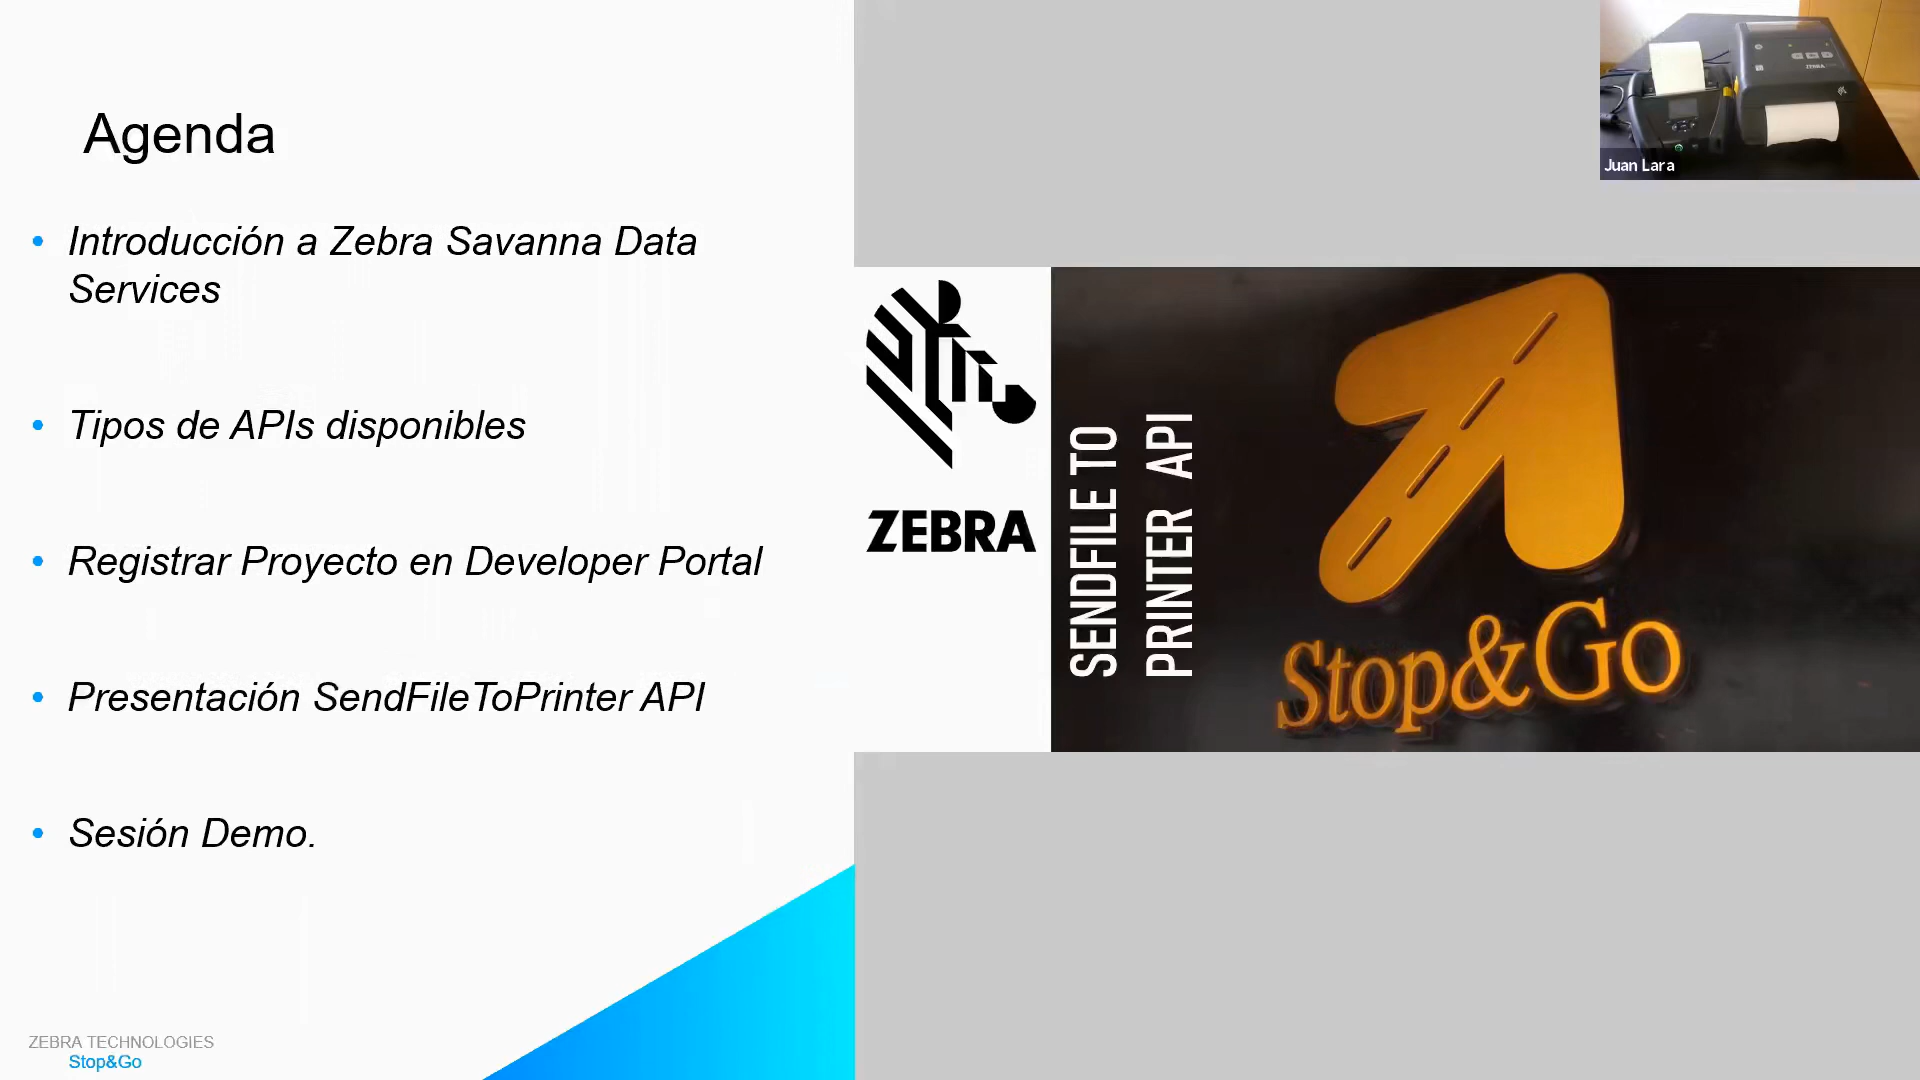 Agenda
Introducción a Zebra Savanna Data
Services
Tipos de APIs disponibles
Registrar Proyecto en Developer Portal
Presentación SendFileToPrinter API
Sesión Demo.
ZEBRA TECHNOLOGIES
Stop&Go
ZEBRA
SENDFILE TO
PRINTER API
Stop&Go
ZEBRA
Juan Lara